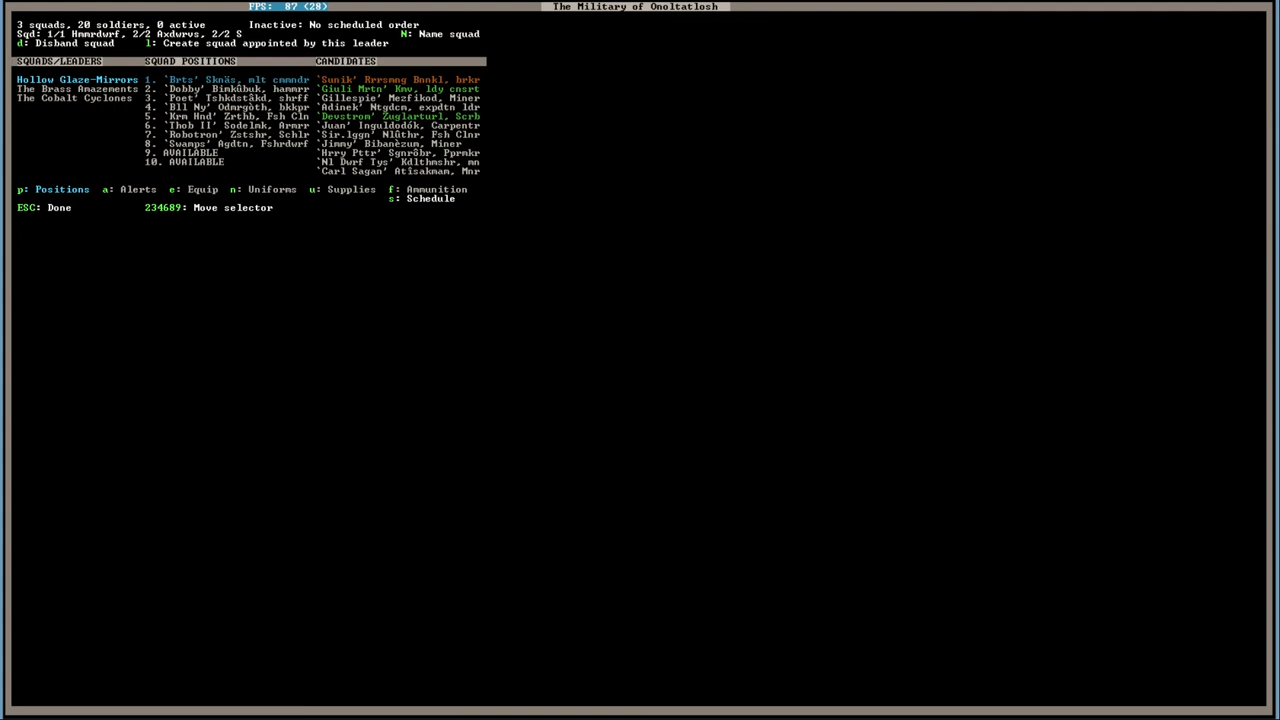 FPS: 87 (28) The Military of Onoltatlosh
3 squads, 20 soldiers, 0 active Inactive: No scheduled order
Sqd: 1/1 Hmmrdwrf, 2/2 Axdwrvs, 2/2 S N: Name squad
d: Disband squad l: Create squad appointed by this leader
SQUADS/LEADERS SQUAD POSITIONS CANDIDATES
Hollow Glaze-Mirrors 1. `Brts' Sknäs, mlt cmmndr `Sunik' Rrrsmng Bnnkl, brkr
The Brass Amazements 2. `Dobby' Bimkûbuk, hammrr `Giuli Mrtn' Kmv, ldy cnsrt
The Cobalt Cyclones 3. `Poet' Tshkdstâkd, shrff `Gillespie' Mezfikod, Miner
4. `Bll Ny' Odmrgòth, bkkpr `Adinek' Ntgdcm, expdtn ldr
5. `Krm Hnd' Zrthb, Fsh Cln `Devstrom' Zuglarturl, Scrb
6. `Thob II' Sodelmk, Armrr `Juan' Inguldodók, Carpentr
7. `Robotron' Zstshr, Schlr `Sir.lggn' Nlûthr, Fsh Clnr
8. `Swamps' Agdtn, Fshrdwrf `Jimmy' Bibanèzum, Miner
9. AVAILABLE `Hrry Pttr' Sgnrôbr, Pprmkr
10. AVAILABLE `Nl Dwrf Tys' Kdlthmshr, mn
`Carl Sagan' Atîsakmam, Mnr
p: Positions a: Alerts e: Equip n: Uniforms u: Supplies f: Ammunition
s: Schedule
ESC: Done 234689: Move selector